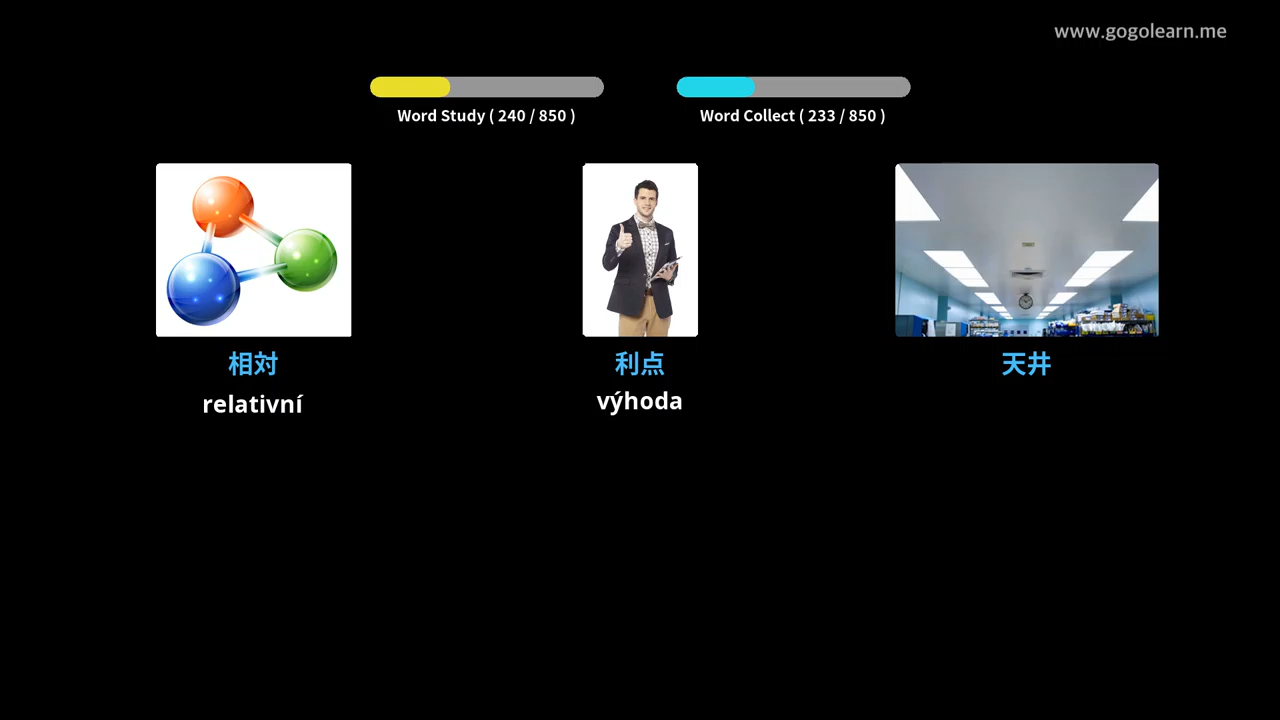 www.gogolearn.me
Word Study ( 240 / 850 )
Word Collect ( 233 / 850 )
相対
利点
天井
relativní
výhoda